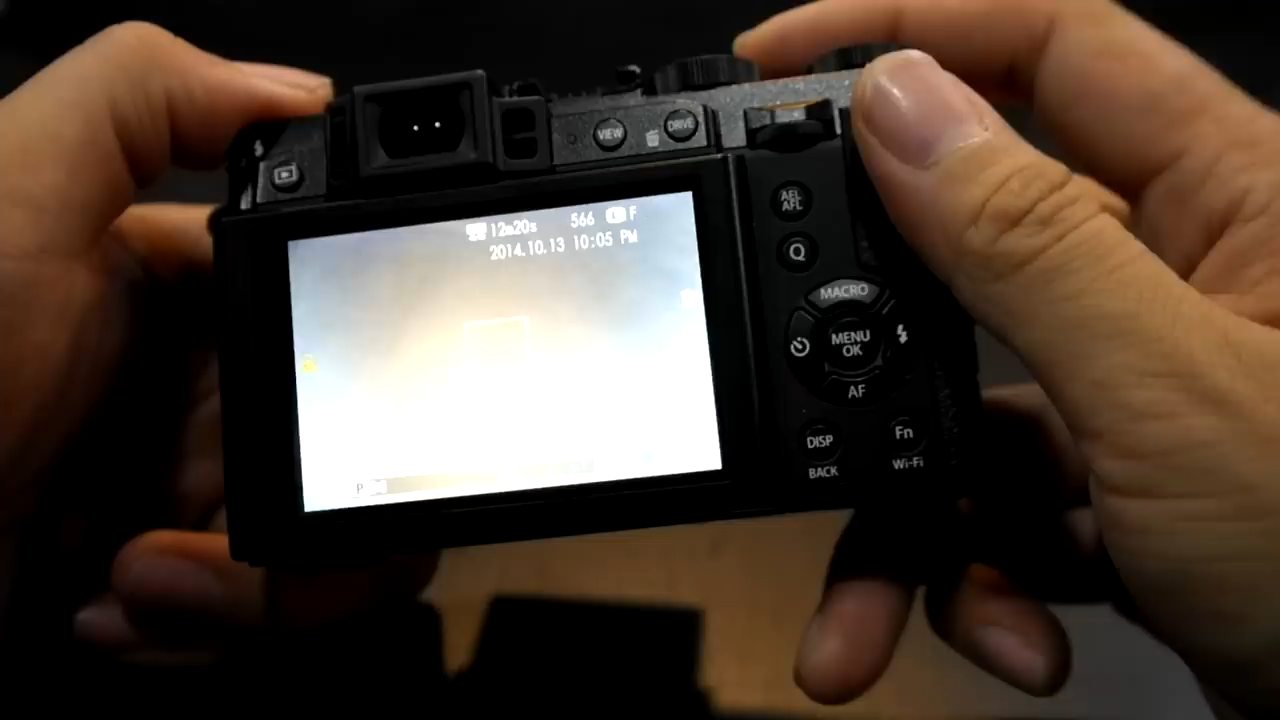 VIEW
DRIVE
AEL
AFL
12m20s 566 L F
2014.10.13 10:05 PM
Q
MACRO
MENU
OK
AF
P
DISP
BACK
Fn
Wi-Fi